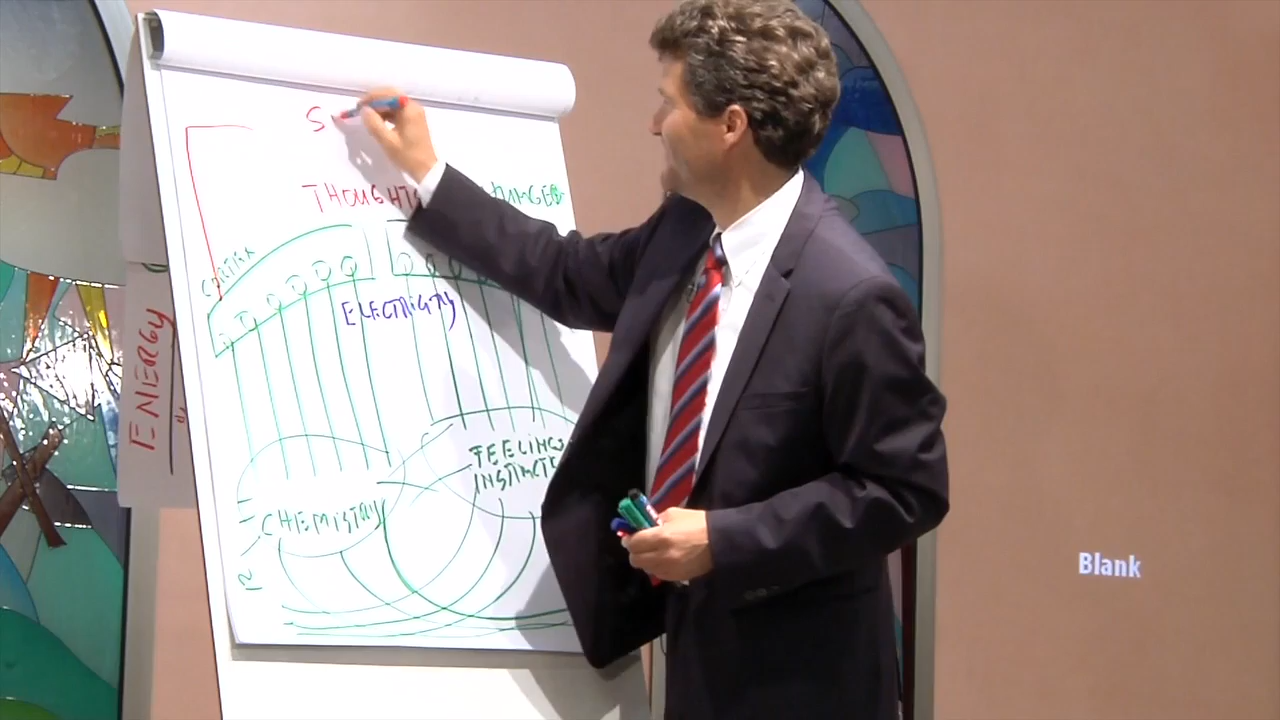 S
THOUGHTS
CORTEX
ELECTRICITY
FEELINGS
INSTINCTS
CHEMISTRY
ENERGY
Blank